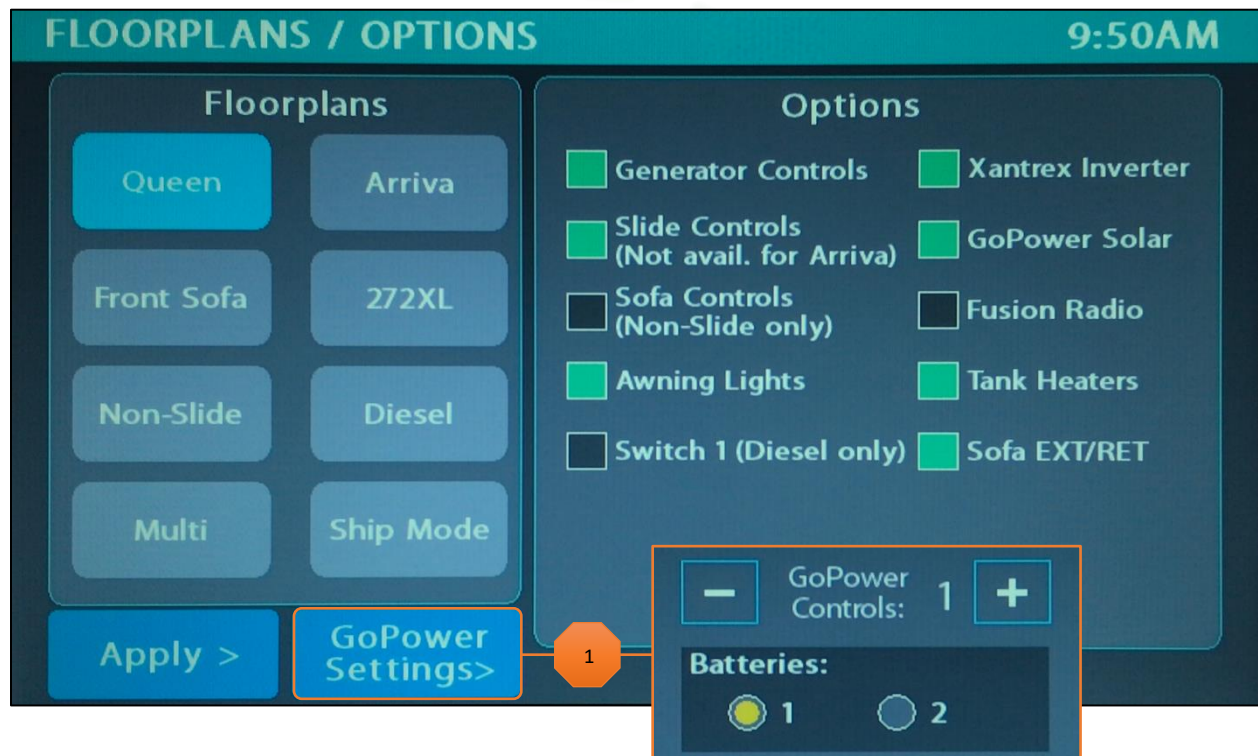 FLOORPLANS / OPTIONS
9:50AM
Floorplans
Queen
Arriva
Front Sofa
272XL
Non-Slide
Diesel
Multi
Ship Mode
Apply >
GoPower
Settings>
Options
Generator Controls
Xantrex Inverter
Slide Controls
(Not avail. for Arriva)
GoPower Solar
Sofa Controls
(Non-Slide only)
Fusion Radio
Awning Lights
Tank Heaters
Switch 1 (Diesel only)
Sofa EXT/RET
1
− GoPower
Controls: 1 +
Batteries:
1 2